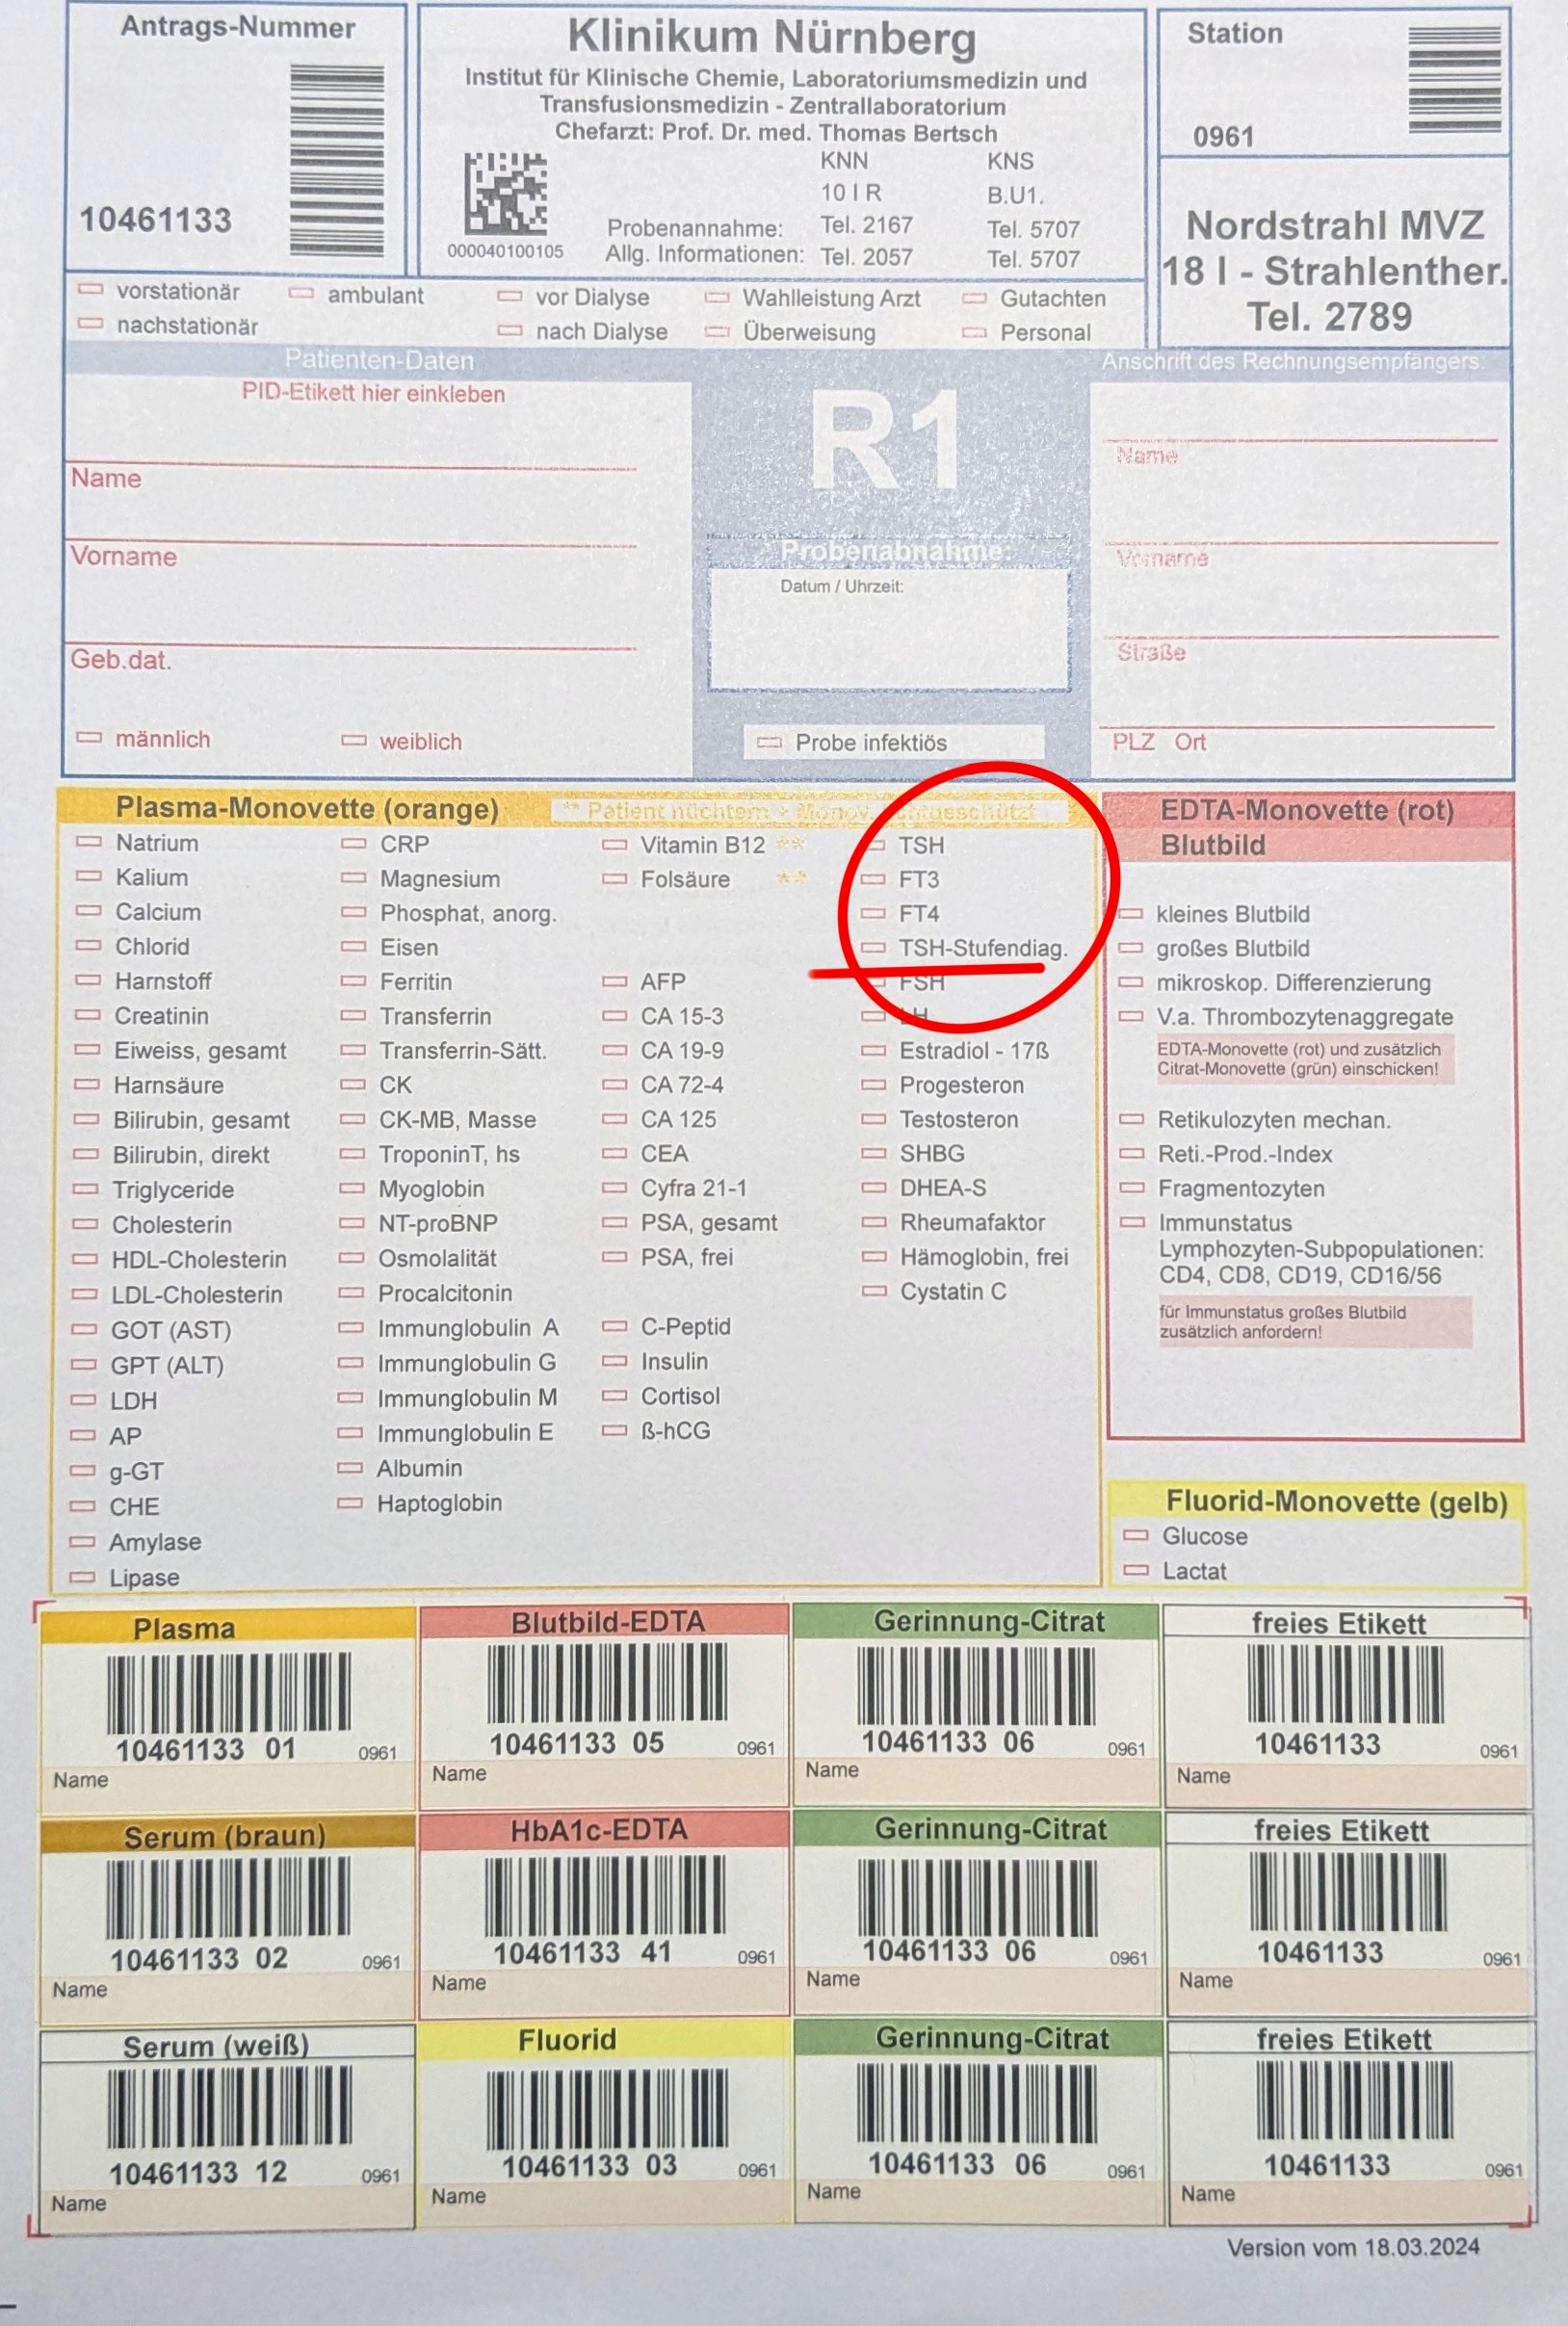 Antrags-Nummer
10461133
Klinikum Nürnberg
Institut für Klinische Chemie, Laboratoriumsmedizin und
Transfusionsmedizin - Zentrallaboratorium
Chefarzt: Prof. Dr. med. Thomas Bertsch
KNN KNS
10 I R B.U1.
Probenannahme: Tel. 2167 Tel. 5707
Allg. Informationen: Tel. 2057 Tel. 5707
000040100105
Station
0961
Nordstrahl MVZ
18 I - Strahlenther.
Tel. 2789
vorstationär ambulant vor Dialyse Wahlleistung Arzt Gutachten
nachstationär nach Dialyse Überweisung Personal
Patienten-Daten
PID-Etikett hier einkleben
Name
Vorname
Geb.dat.
männlich weiblich
R1
Probenabnahme:
Datum / Uhrzeit:
Probe infektiös
Anschrift des Rechnungsempfängers:
Name
Vorname
Straße
PLZ Ort
Plasma-Monovette (orange)
** Patient nüchtern + Monov.
Natrium
Kalium
Calcium
Chlorid
Harnstoff
Creatinin
Eiweiss, gesamt
Harnsäure
Bilirubin, gesamt
Bilirubin, direkt
Triglyceride
Cholesterin
HDL-Cholesterin
LDL-Cholesterin
GOT (AST)
GPT (ALT)
LDH
AP
g-GT
CHE
Amylase
Lipase
CRP
Magnesium
Phosphat, anorg.
Eisen
Ferritin
Transferrin
Transferrin-Sätt.
CK
CK-MB, Masse
TroponinT, hs
Myoglobin
NT-proBNP
Osmolalität
Procalcitonin
Immunglobulin A
Immunglobulin G
Immunglobulin M
Immunglobulin E
Albumin
Haptoglobin
Vitamin B12 **
Folsäure **
AFP
CA 15-3
CA 19-9
CA 72-4
CA 125
CEA
Cyfra 21-1
PSA, gesamt
PSA, frei
C-Peptid
Insulin
Cortisol
ß-hCG
TSH
FT3
FT4
TSH-Stufendiag.
FSH
LH
Estradiol - 17ß
Progesteron
Testosteron
SHBG
DHEA-S
Rheumafaktor
Hämoglobin, frei
Cystatin C
EDTA-Monovette (rot)
Blutbild
kleines Blutbild
großes Blutbild
mikroskop. Differenzierung
V.a. Thrombozytenaggregate
EDTA-Monovette (rot) und zusätzlich
Citrat-Monovette (grün) einschicken!
Retikulozyten mechan.
Reti.-Prod.-Index
Fragmentozyten
Immunstatus
Lymphozyten-Subpopulationen:
CD4, CD8, CD19, CD16/56
für Immunstatus großes Blutbild
zusätzlich anfordern!
Fluorid-Monovette (gelb)
Glucose
Lactat
Plasma
10461133 01 0961
Name
Blutbild-EDTA
10461133 05 0961
Name
Gerinnung-Citrat
10461133 06 0961
Name
freies Etikett
10461133 0961
Name
Serum (braun)
10461133 02 0961
Name
HbA1c-EDTA
10461133 41 0961
Name
Gerinnung-Citrat
10461133 06 0961
Name
freies Etikett
10461133 0961
Name
Serum (weiß)
10461133 12 0961
Name
Fluorid
10461133 03 0961
Name
Gerinnung-Citrat
10461133 06 0961
Name
freies Etikett
10461133 0961
Name
Version vom 18.03.2024